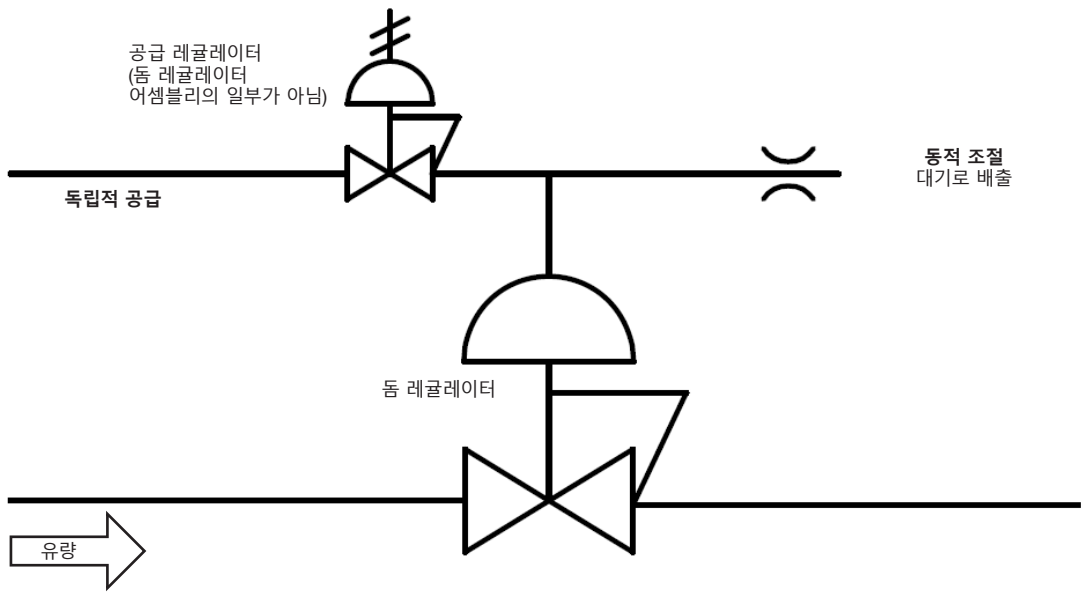 공급 레귤레이터
(돔 레귤레이터
어셈블리의 일부가 아님)
독립적 공급
동적 조절
대기로 배출
돔 레귤레이터
유량